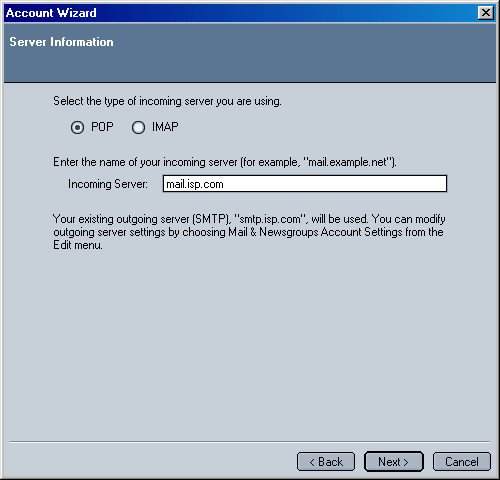 Account Wizard
Server Information
Select the type of incoming server you are using.
POP IMAP
Enter the name of your incoming server (for example, "mail.example.net").
Incoming Server: mail.isp.com
Your existing outgoing server (SMTP), "smtp.isp.com", will be used. You can modify
outgoing server settings by choosing Mail & Newsgroups Account Settings from the
Edit menu.
< Back Next > Cancel